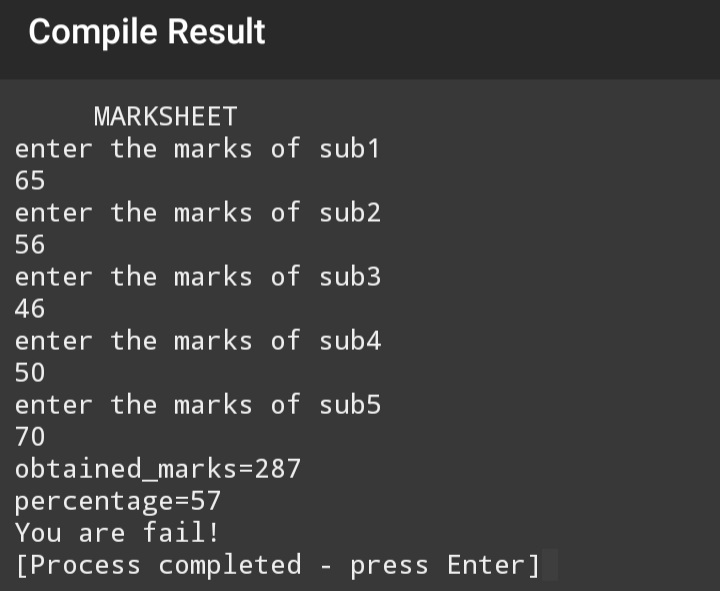 Compile Result
MARKSHEET
enter the marks of sub1
65
enter the marks of sub2
56
enter the marks of sub3
46
enter the marks of sub4
50
enter the marks of sub5
70
obtained_marks=287
percentage=57
You are fail!
[Process completed - press Enter]